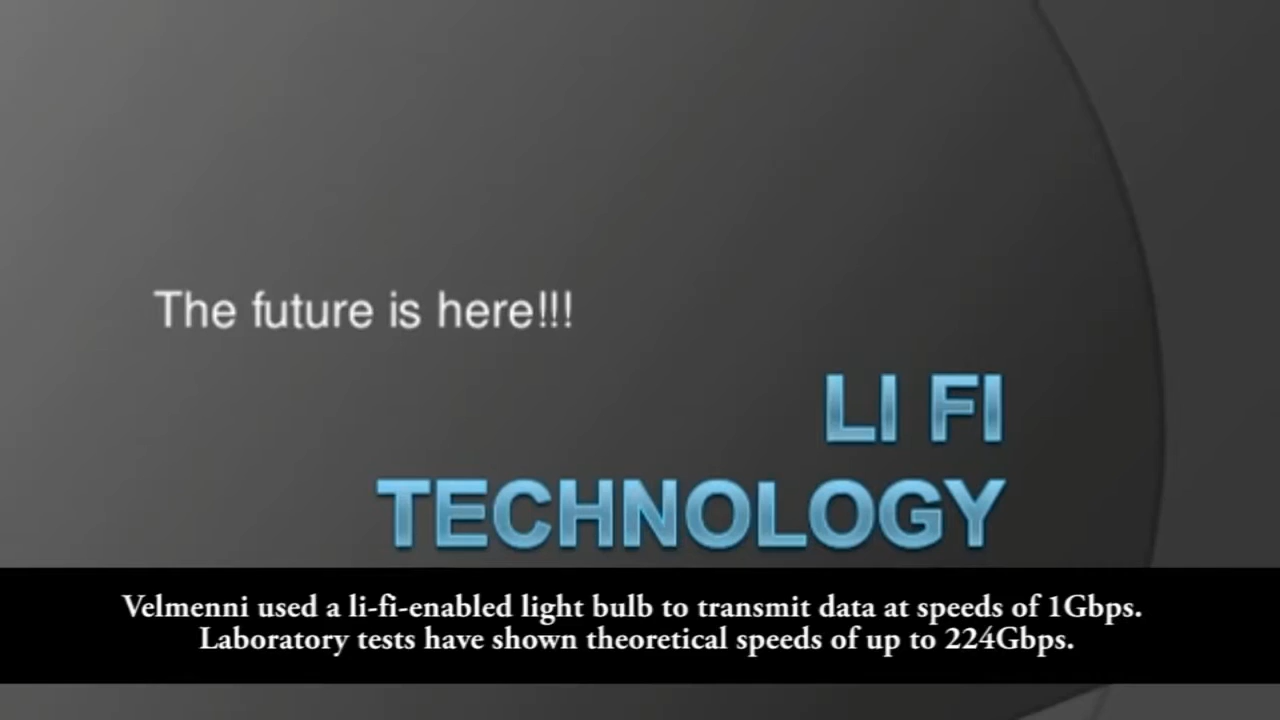 The future is here!!!
LI FI
TECHNOLOGY
Velmenni used a li-fi-enabled light bulb to transmit data at speeds of 1Gbps.
Laboratory tests have shown theoretical speeds of up to 224Gbps.